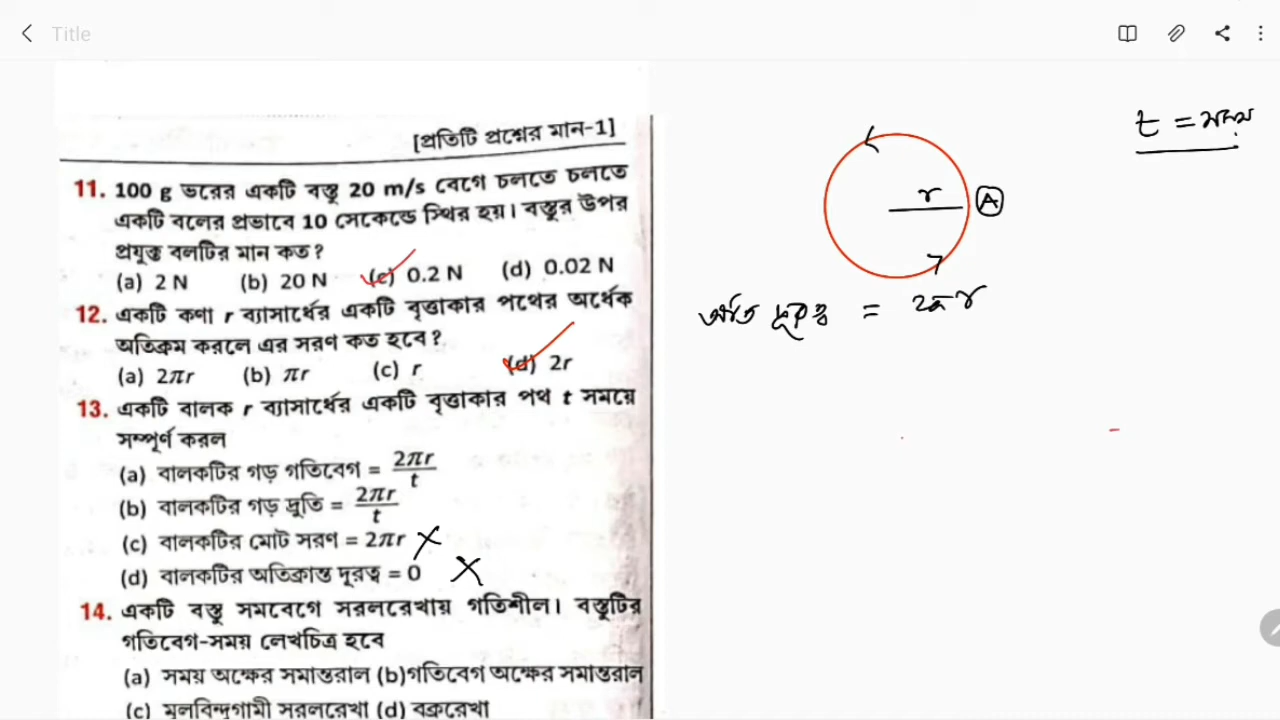 Title
[প্রতিটি প্রশ্নের মান-1]
11. 100 g ভরের একটি বস্তু 20 m/s বেগে চলতে চলতে
একটি বলের প্রভাবে 10 সেকেন্ডে স্থির হয়। বস্তুর উপর
প্রযুক্ত বলটির মান কত?
(a) 2 N (b) 20 N (c) 0.2 N (d) 0.02 N
12. একটি কণা r ব্যাসার্ধের একটি বৃত্তাকার পথের অর্ধেক
অতিক্রম করলে এর সরণ কত হবে?
(a) 2πr (b) πr (c) r (d) 2r
13. একটি বালক r ব্যাসার্ধের একটি বৃত্তাকার পথ t সময়ে
সম্পূর্ণ করল
(a) বালকটির গড় গতিবেগ = 2πr/t
(b) বালকটির গড় দ্রুতি = 2πr/t
(c) বালকটির মোট সরণ = 2πr
(d) বালকটির অতিক্রান্ত দূরত্ব = 0
14. একটি বস্তু সমবেগে সরলরেখায় গতিশীল। বস্তুটির
গতিবেগ-সময় লেখচিত্র হবে
(a) সময় অক্ষের সমান্তরাল (b) গতিবেগ অক্ষের সমান্তরাল
(c) মূলবিন্দুগামী সরলরেখা (d) বক্ররেখা
t = সময়
r
A
দূরত্ব = 2πr